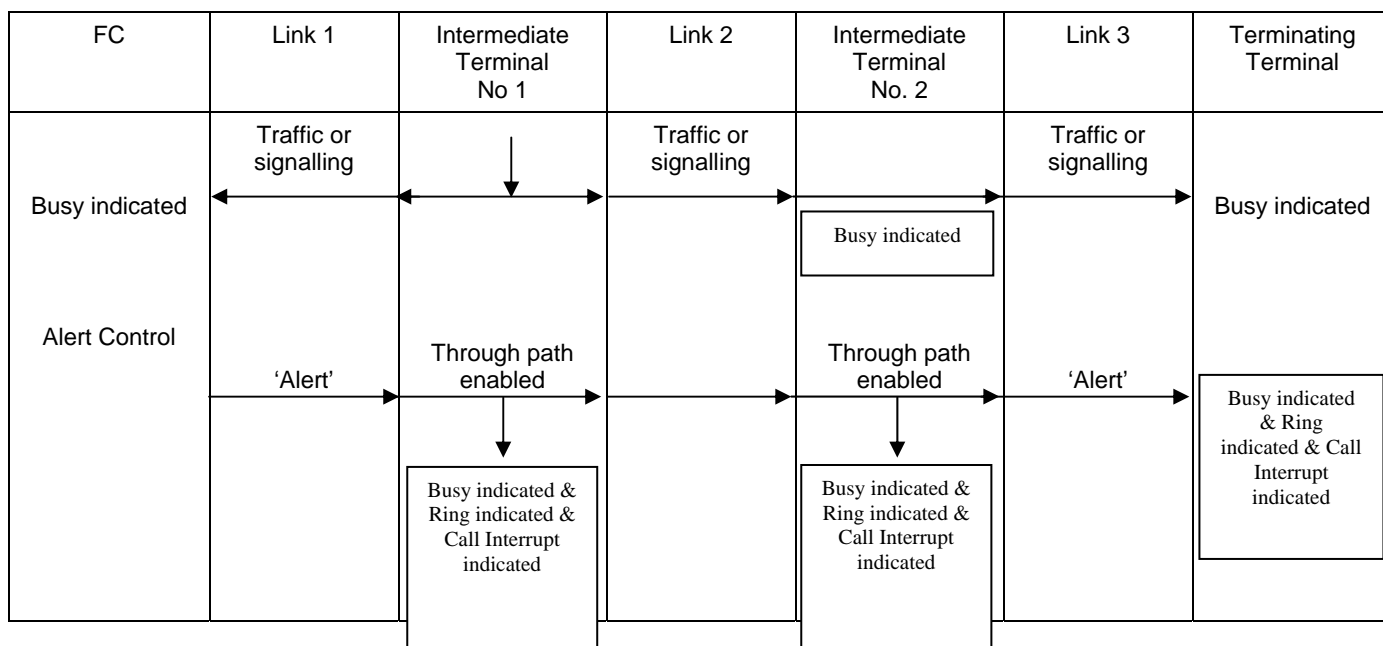 FC
Link 1
Intermediate
Terminal
No 1
Link 2
Intermediate
Terminal
No. 2
Link 3
Terminating
Terminal
Traffic or
signalling
Traffic or
signalling
Traffic or
signalling
Busy indicated
Busy indicated
Busy indicated
Alert Control
‘Alert’
Through path
enabled
Through path
enabled
‘Alert’
Busy indicated &
Ring indicated &
Call Interrupt
indicated
Busy indicated &
Ring indicated &
Call Interrupt
indicated
Busy indicated
& Ring
indicated & Call
Interrupt
indicated